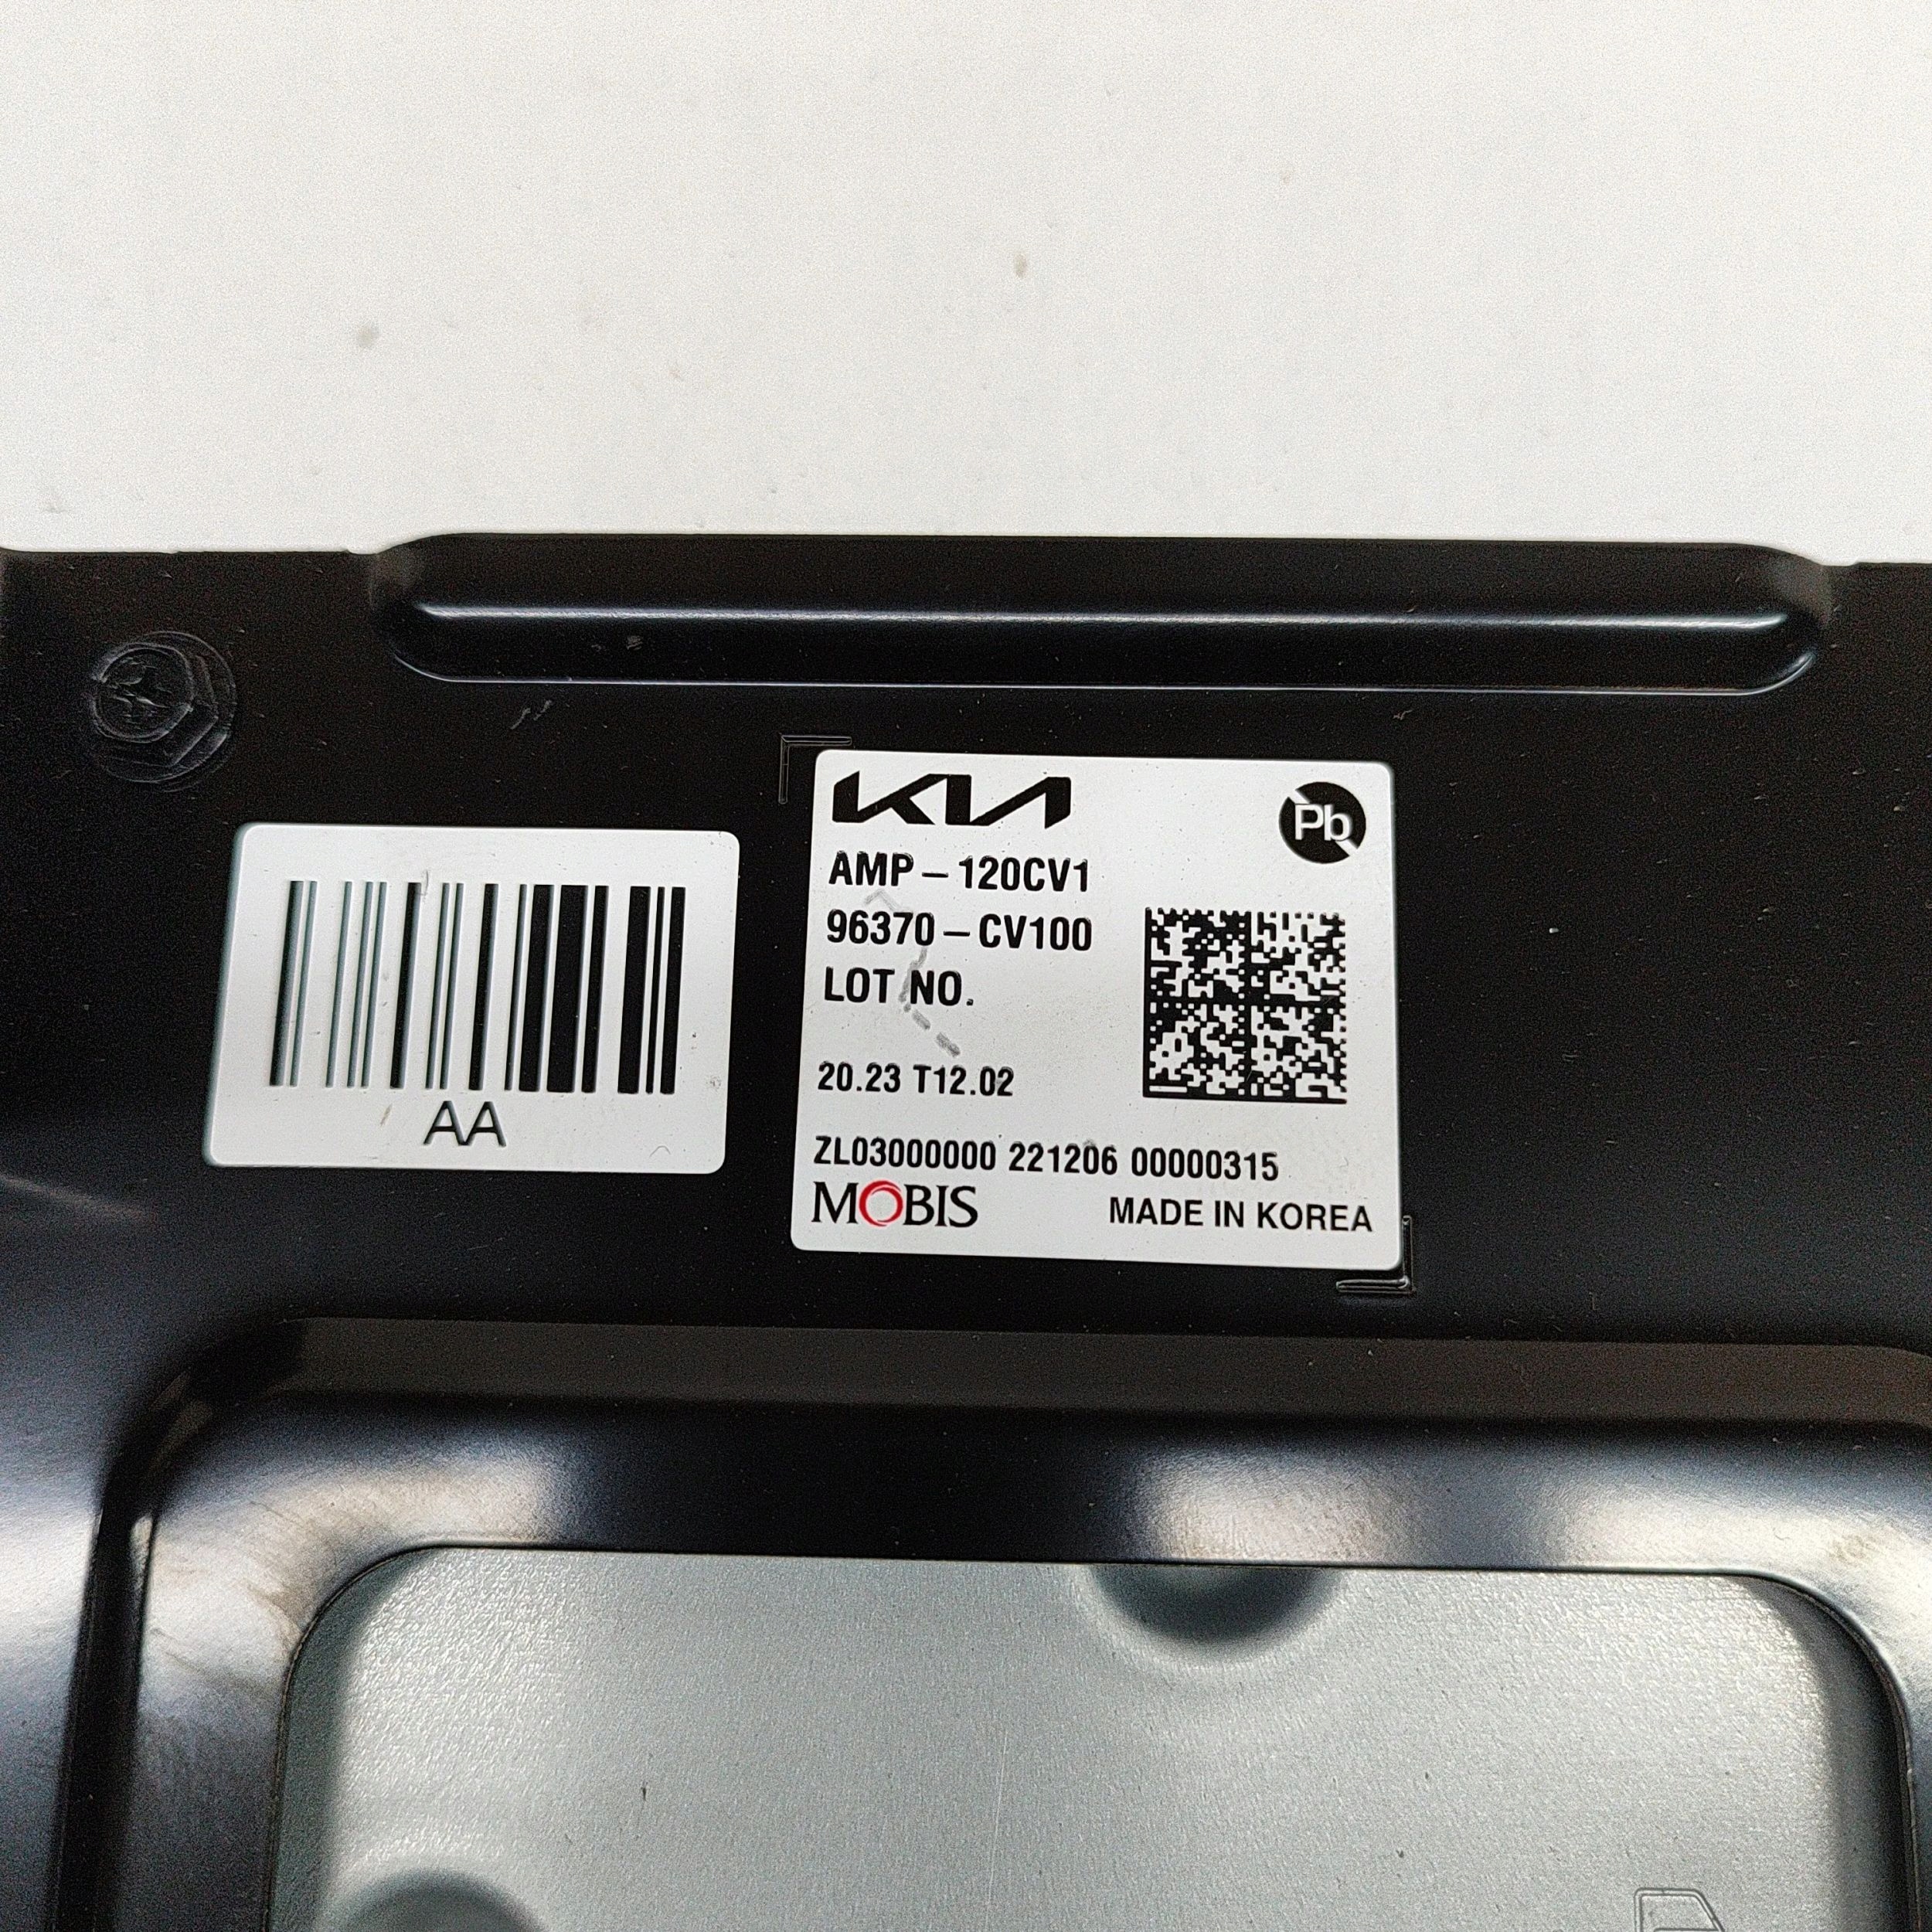 KIA
Pb
AMP-120CV1
96370-CV100
LOT NO.
20.23 T12.02
ZL03000000 221206 00000315
MOBIS MADE IN KOREA
AA